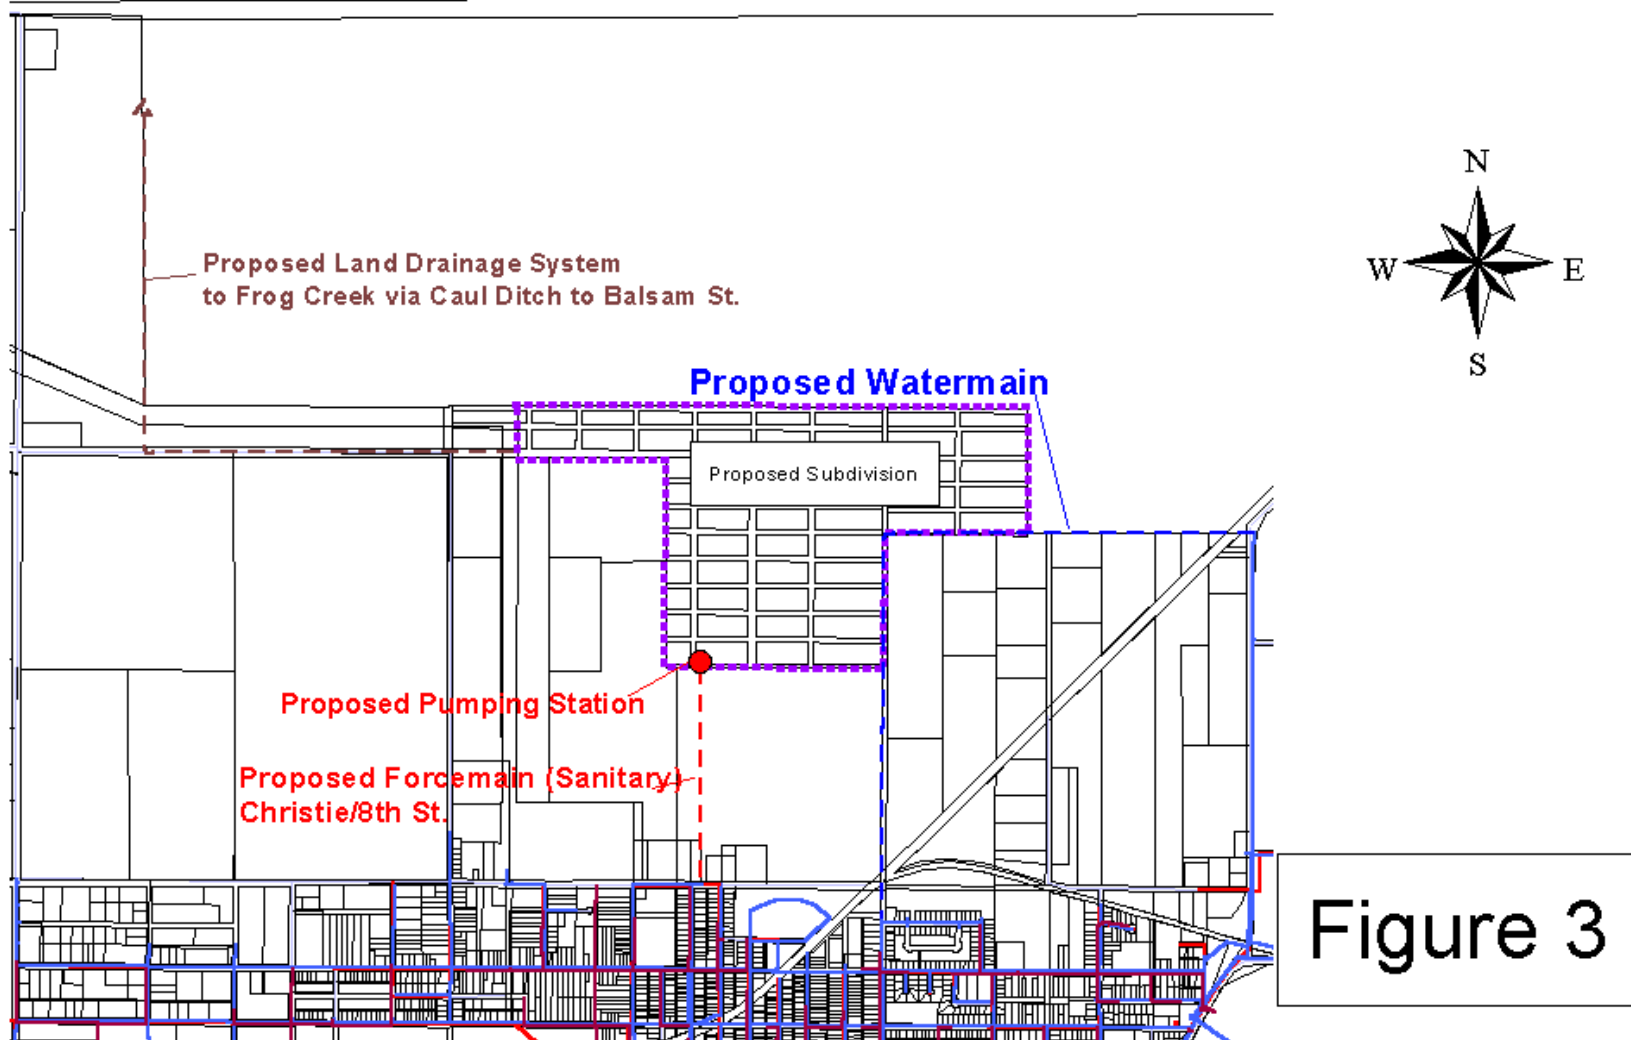 N
W E
S
Proposed Land Drainage System
to Frog Creek via Caul Ditch to Balsam St.
Proposed Watermain
Proposed Subdivision
Proposed Pumping Station
Proposed Forcemain (Sanitary)
Christie/8th St.
Figure 3